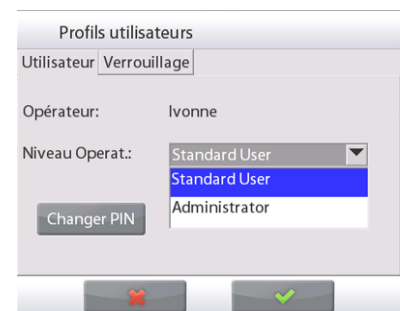 Profils utilisateurs
Utilisateur Verrouillage
Opérateur: Ivonne
Niveau Operat.: Standard User
Standard User
Administrator
Changer PIN